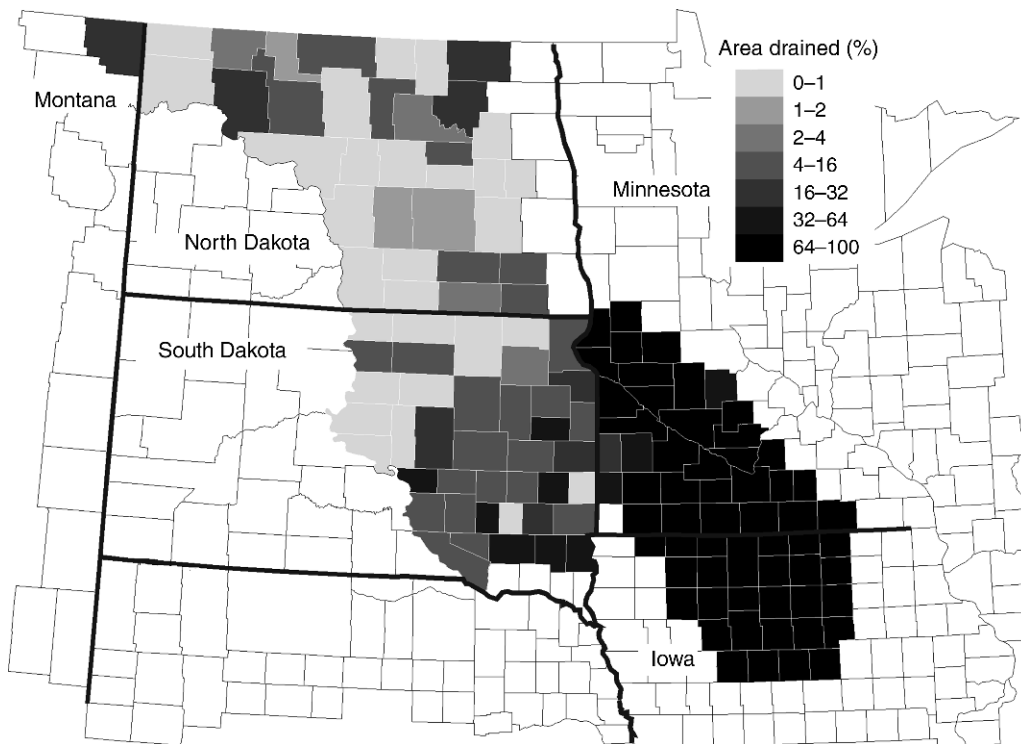 Area drained (%)
0–1
1–2
2–4
4–16
16–32
32–64
64–100
Montana
Minnesota
North Dakota
South Dakota
Iowa